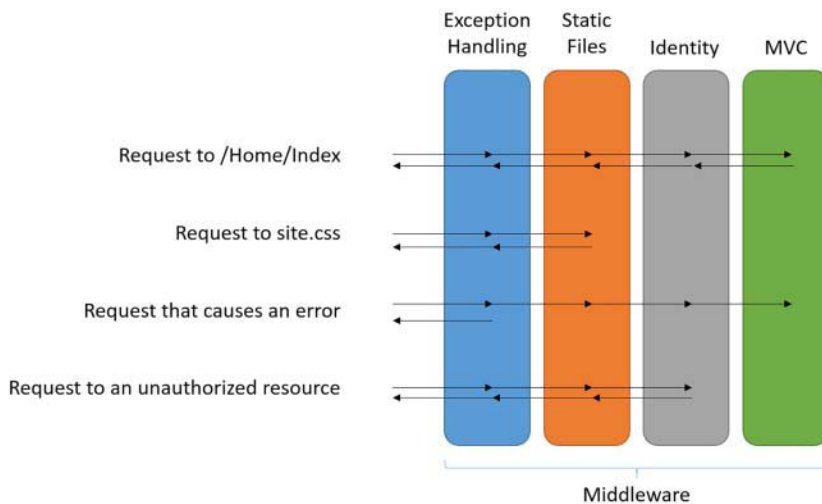 Exception
Handling
Static
Files
Identity
MVC
Request to /Home/Index
Request to site.css
Request that causes an error
Request to an unauthorized resource
Middleware